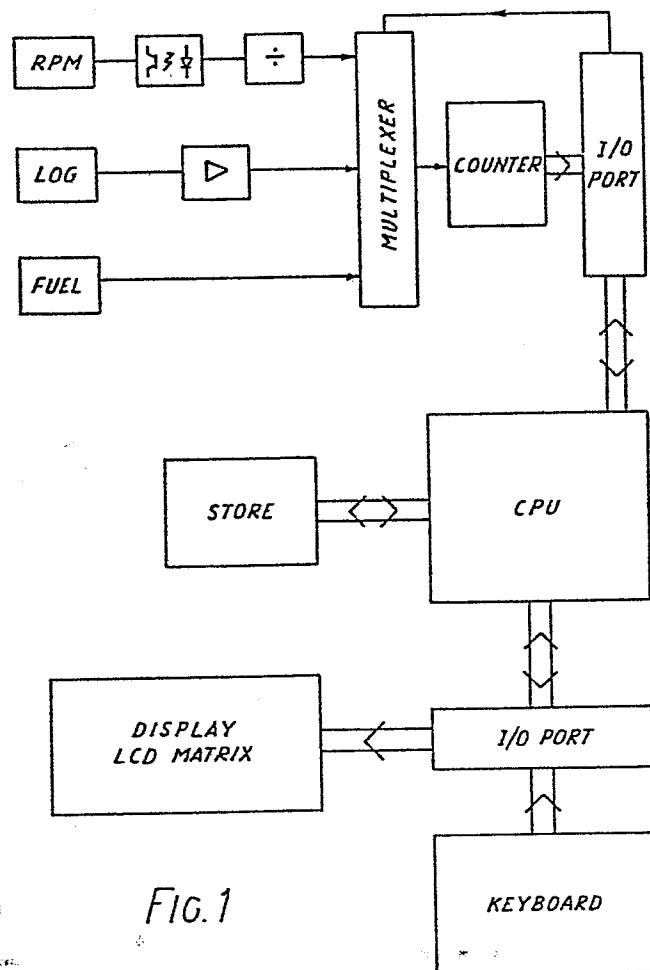 RPM
÷
LOG
FUEL
MULTIPLEXER
COUNTER
I/O
PORT
STORE
CPU
DISPLAY
LCD MATRIX
I/O PORT
KEYBOARD
FIG. 1